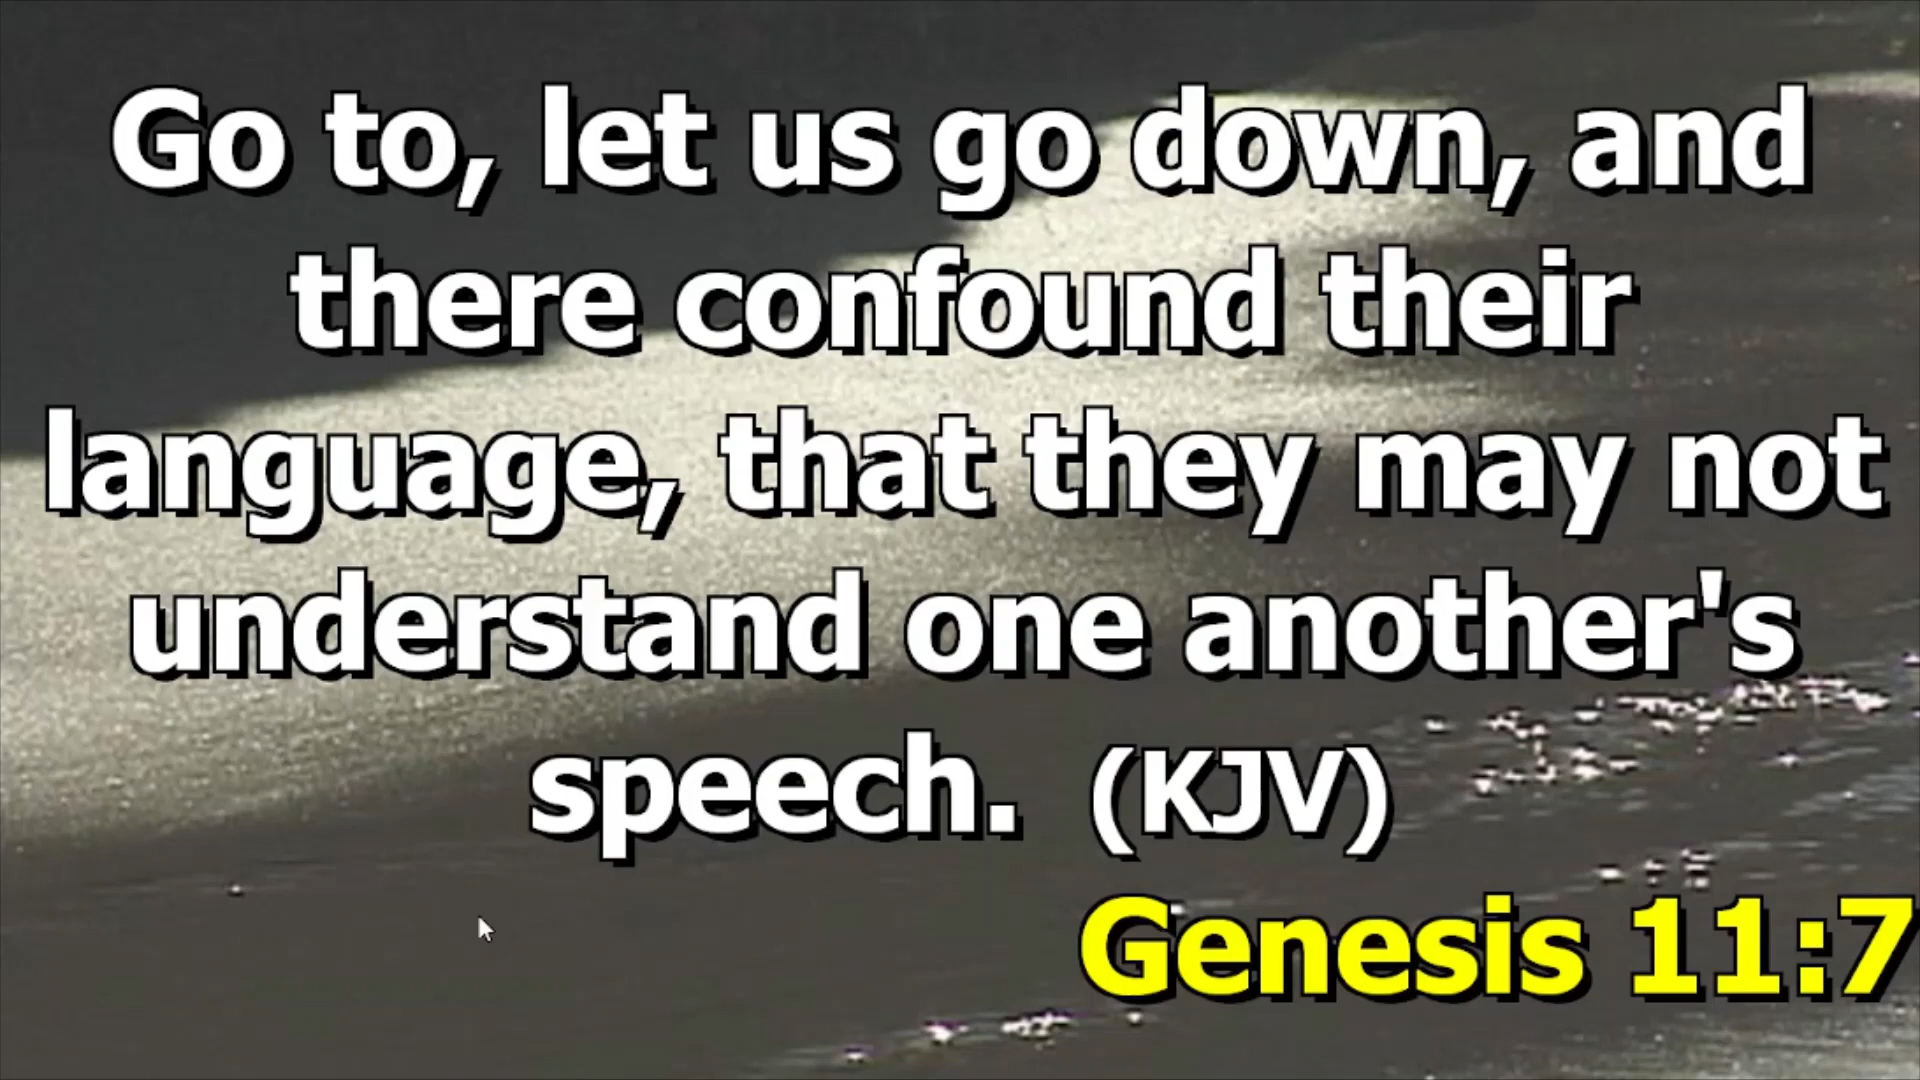 Go to, let us go down, and
there confound their
language, that they may not
understand one another's
speech. (KJV)
Genesis 11:7